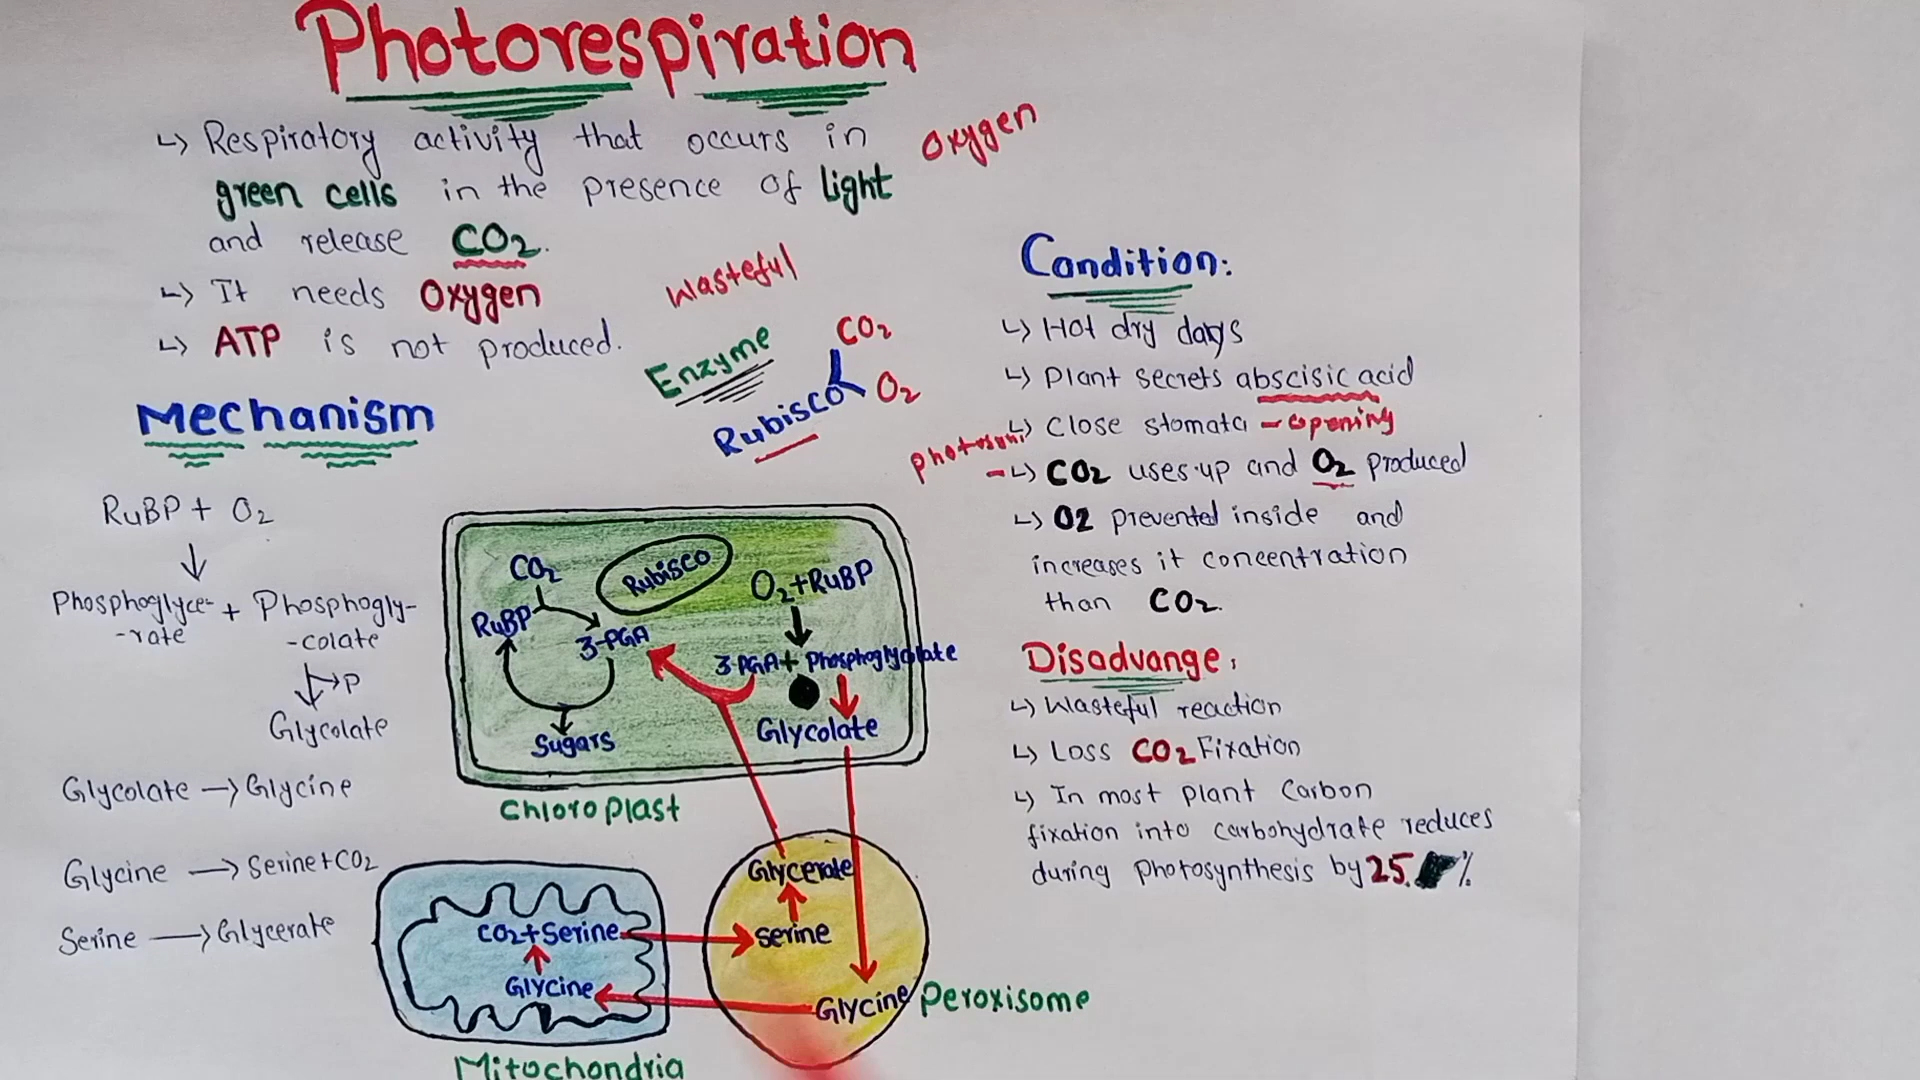 Photorespiration
↳ Respiratory activity that occurs in
green cells in the presence of light
and release CO2.
↳ It needs Oxygen
↳ ATP is not produced.
Oxygen
Wasteful
Enzyme
Rubisco
CO2
O2
Mechanism
RuBP + O2
↓
Phosphoglyce- + Phosphogly-
-rate -colate
↳ P
Glycolate
Glycolate → Glycine
Glycine → Serine+CO2
Serine → Glycerate
CO2
Rubisco
RuBP
3-PGA
Sugars
O2+RuBP
3-PGA+ Phosphoglycolate
Glycolate
Chloroplast
CO2+Serine
Glycine
Mitochondria
Glycerate
Serine
Glycine
Peroxisome
Condition:
↳ Hot dry days
↳ Plant secrets abscisic acid
↳ Close stomata - opening
↳ CO2 uses up and O2 produced
↳ O2 prevented inside and
increases it concentration
than CO2.
Disadvange:
↳ Wasteful reaction
↳ Loss CO2 Fixation
↳ In most plant Carbon
fixation into carbohydrate reduces
during photosynthesis by 25. %